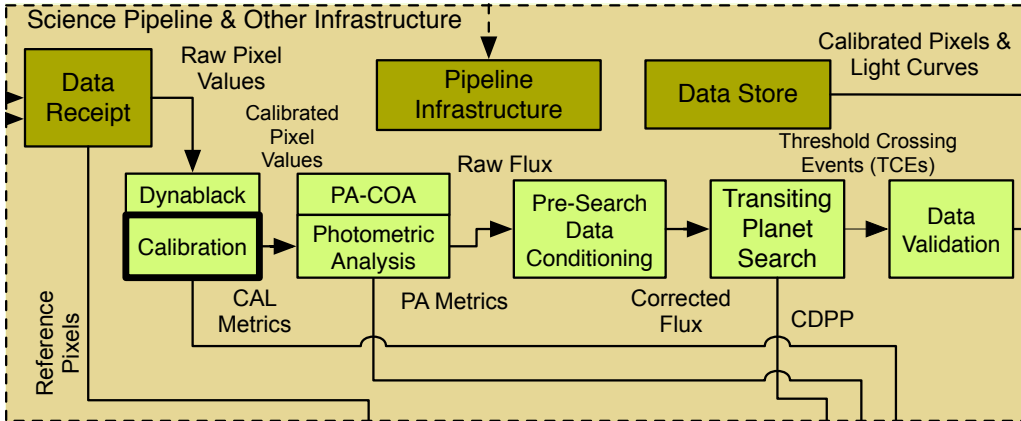 Science Pipeline & Other Infrastructure
Data
Receipt
Raw Pixel
Values
Pipeline
Infrastructure
Data Store
Calibrated Pixels &
Light Curves
Calibrated
Pixel
Values
Raw Flux
Threshold Crossing
Events (TCEs)
Dynablack
Calibration
PA-COA
Photometric
Analysis
Pre-Search
Data
Conditioning
Transiting
Planet
Search
Data
Validation
CAL
Metrics
PA Metrics
Corrected
Flux
CDPP
Reference
Pixels